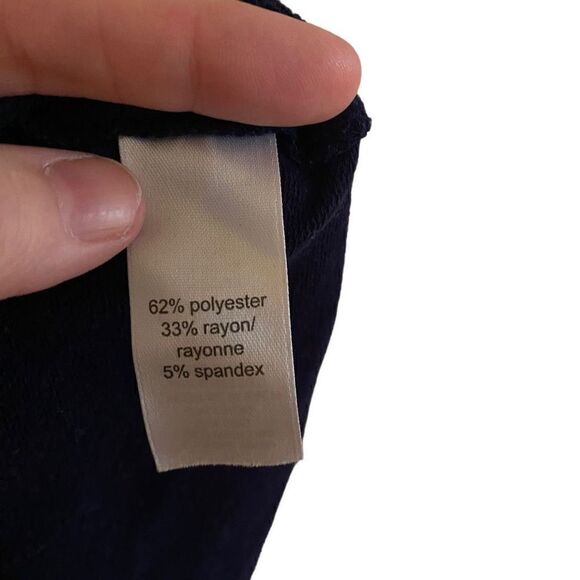 62% polyester
33% rayon/
rayonne
5% spandex